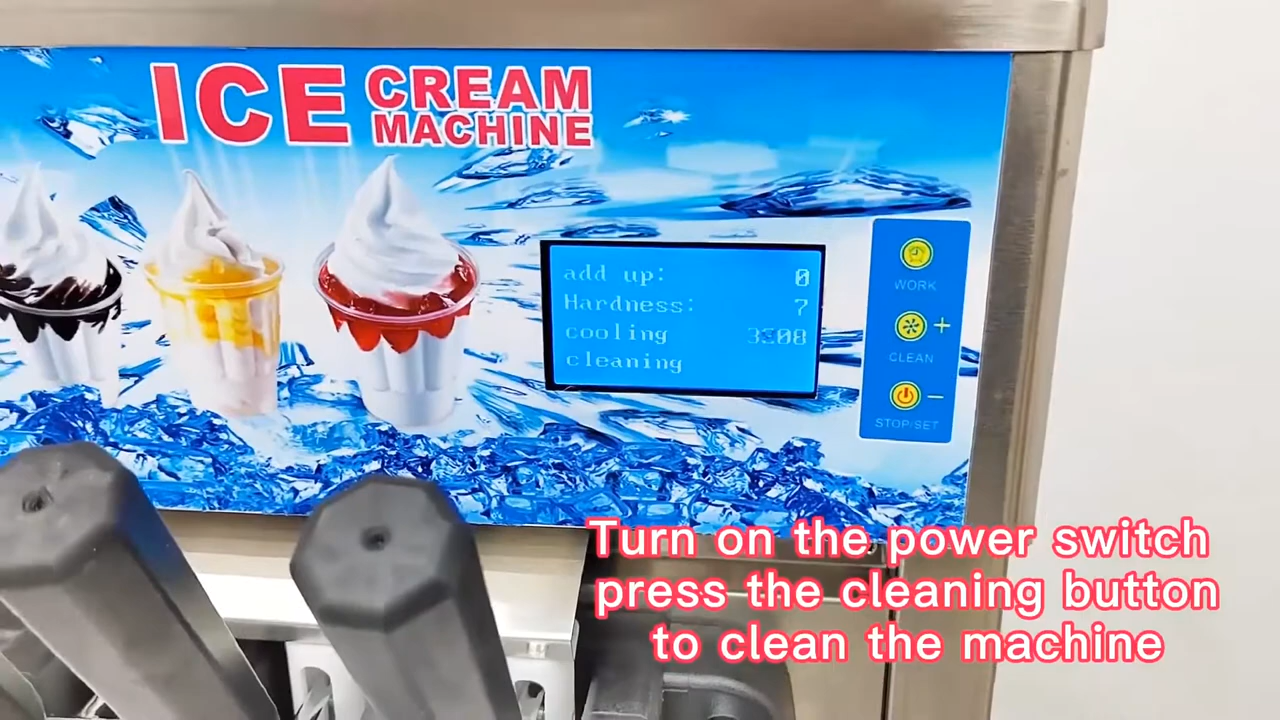 ICE CREAM
MACHINE
add up: 0
Hardness: 7
cooling
cleaning
WORK
+
CLEAN
-
STOP/SET
Turn on the power switch
press the cleaning button
to clean the machine